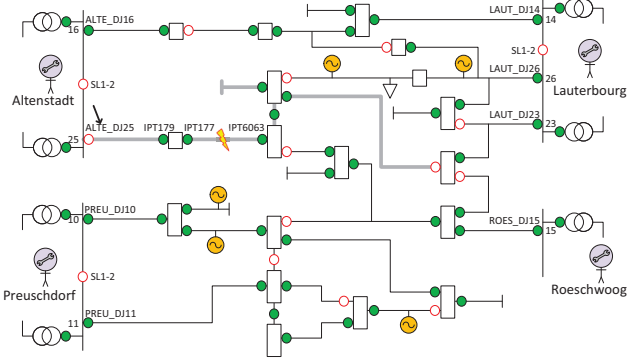 ALTE_DJ16
LAUT_DJ14
16
14
SL1-2
SL1-2
LAUT_DJ26
26
Altenstadt
Lauterbourg
ALTE_DJ25
IPT179
IPT177
IPT6063
LAUT_DJ23
25
23
PREU_DJ10
10
ROES_DJ15
15
SL1-2
Preuschdorf
Roeschwoog
PREU_DJ11
11